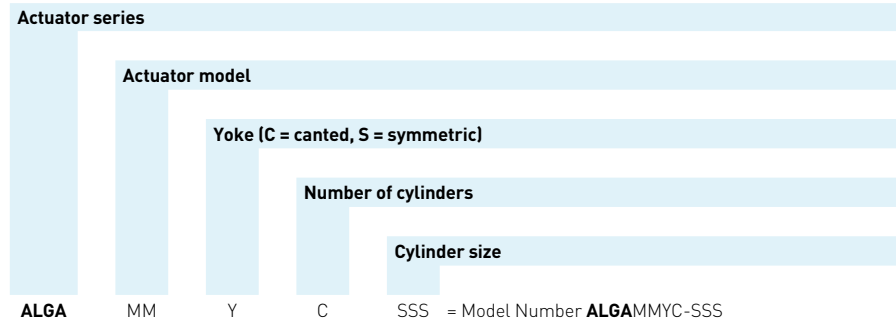 Actuator series
Actuator model
Yoke (C = canted, S = symmetric)
Number of cylinders
Cylinder size
ALGA MM Y C SSS = Model Number ALGAMMYC-SSS